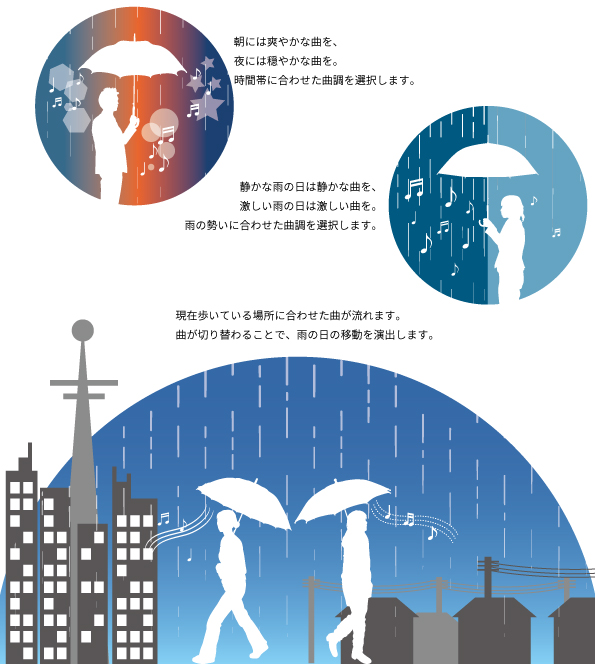 朝には爽やかな曲を、
夜には穏やかな曲を。
時間帯に合わせた曲調を選択します。
静かな雨の日は静かな曲を、
激しい雨の日は激しい曲を。
雨の勢いに合わせた曲調を選択します。
現在歩いている場所に合わせた曲が流れます。
曲が切り替わることで、雨の日の移動を演出します。